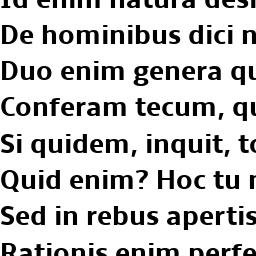 Id enim natura desi
De hominibus dici n
Duo enim genera qu
Conferam tecum, qu
Si quidem, inquit, to
Quid enim? Hoc tu r
Sed in rebus apertis
Rationis enim perfe